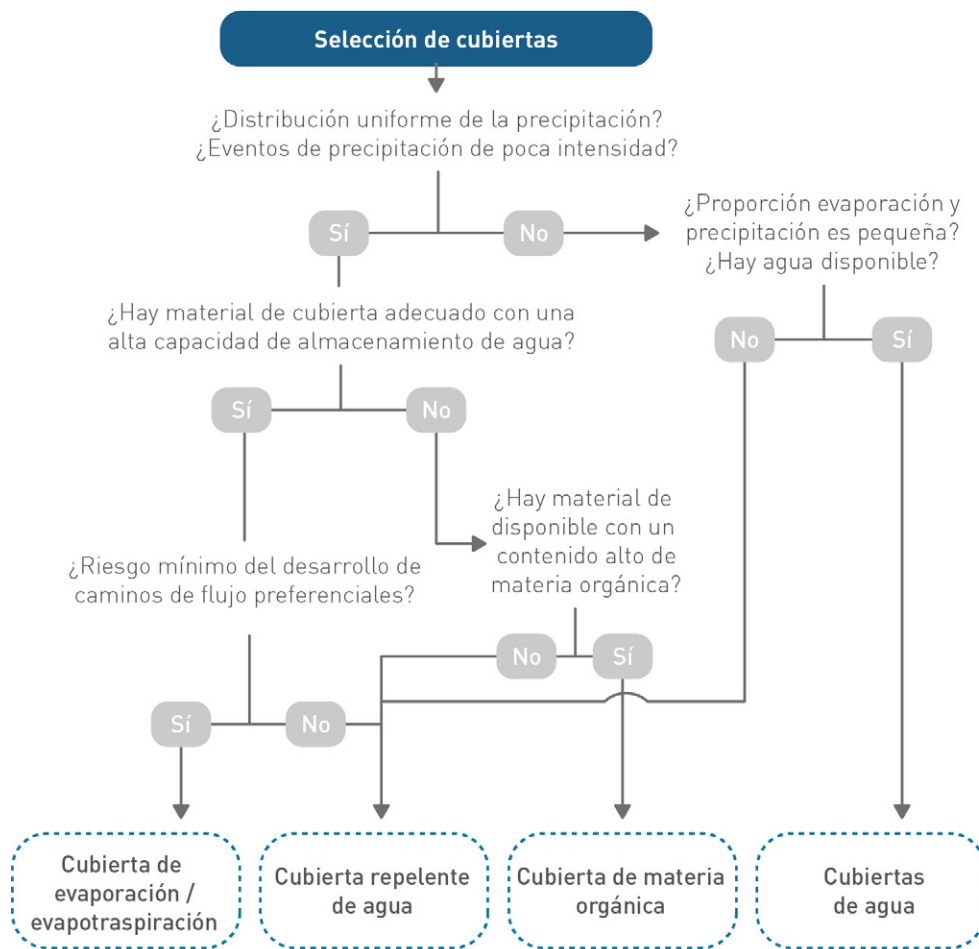 Selección de cubiertas
¿Distribución uniforme de la precipitación?
¿Eventos de precipitación de poca intensidad?
Sí
No
¿Proporción evaporación y
precipitación es pequeña?
¿Hay agua disponible?
¿Hay material de cubierta adecuado con una
alta capacidad de almacenamiento de agua?
No
Sí
Sí
No
¿Hay material de
disponible con un
contenido alto de
materia orgánica?
¿Riesgo mínimo del desarrollo de
caminos de flujo preferenciales?
No
Sí
Sí
No
Cubierta de
evaporación /
evapotraspiración
Cubierta repelente
de agua
Cubierta de materia
orgánica
Cubiertas
de agua